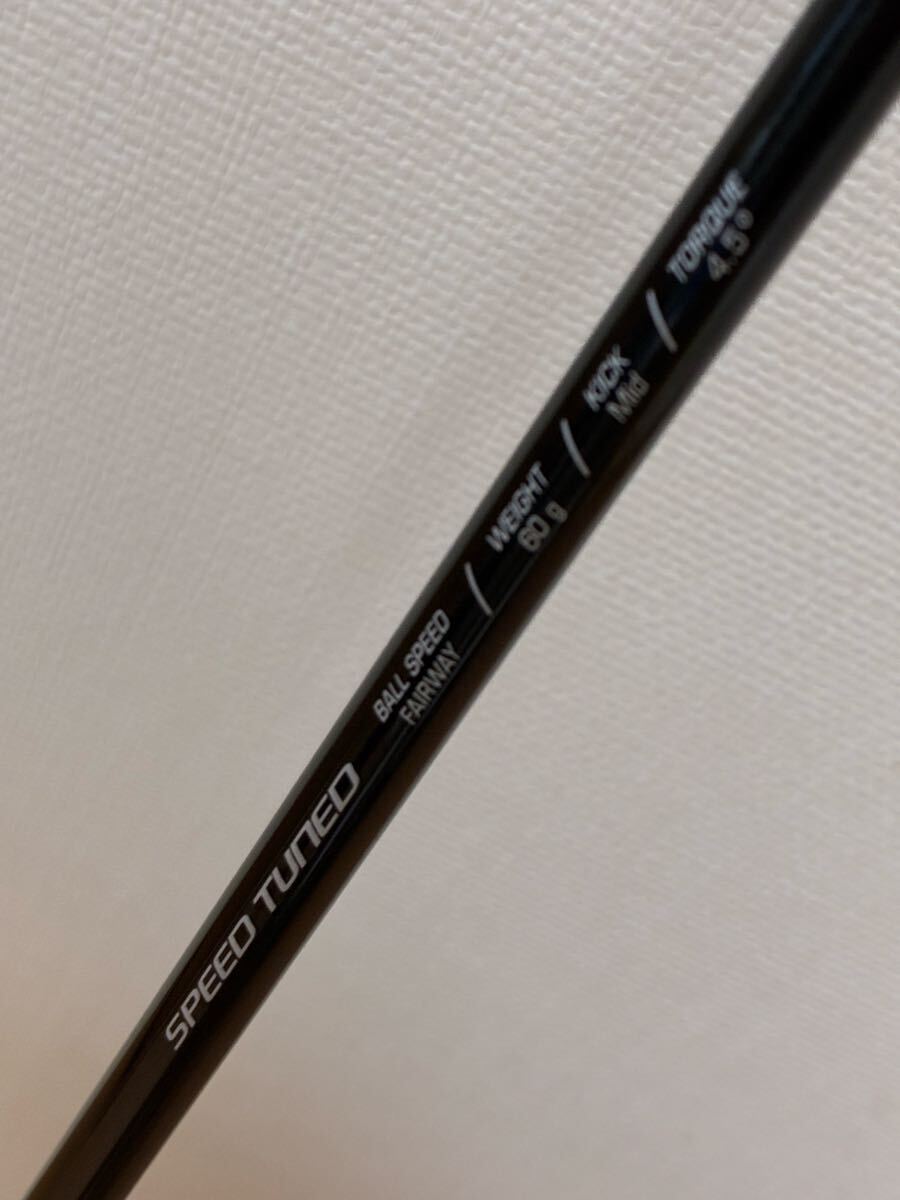 SPEED TUNED
BALL SPEED
FAIRWAY
/
WEIGHT
60 g
/
KICK
Mid
/
TORQUE
4.5°